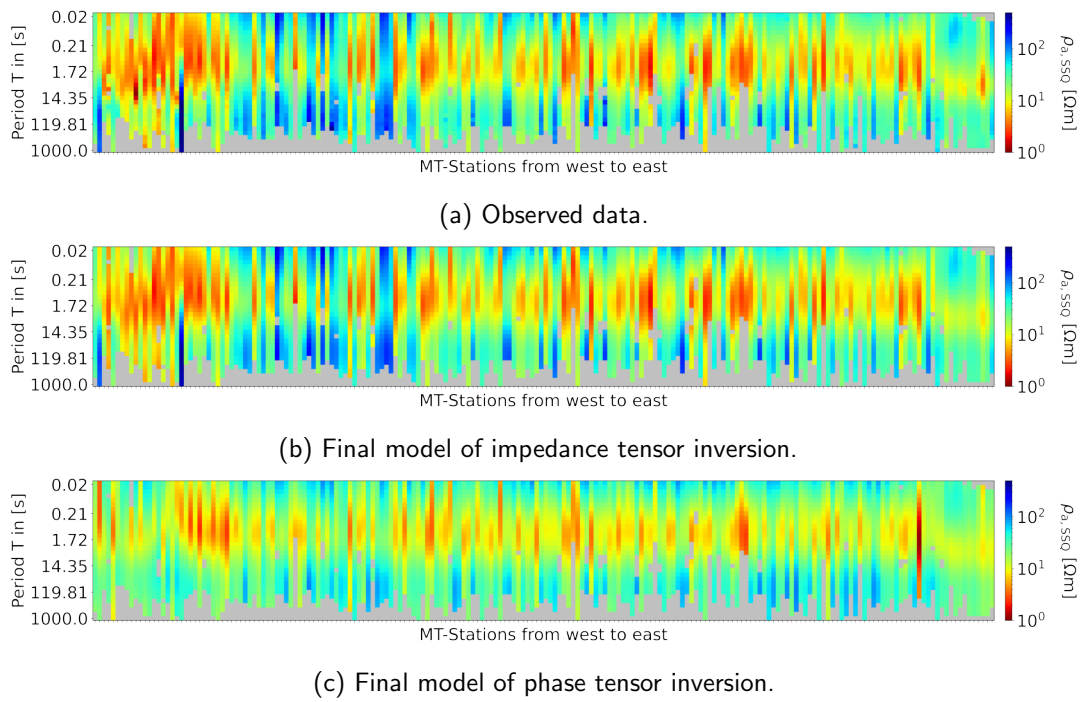 0.02
0.21
1.72
14.35
119.81
1000.0
Period T in [s]
MT-Stations from west to east
10²
10¹
10⁰
ρa,SSQ [Ωm]
(a) Observed data.
0.02
0.21
1.72
14.35
119.81
1000.0
Period T in [s]
MT-Stations from west to east
10²
10¹
10⁰
ρa,SSQ [Ωm]
(b) Final model of impedance tensor inversion.
0.02
0.21
1.72
14.35
119.81
1000.0
Period T in [s]
MT-Stations from west to east
10²
10¹
10⁰
ρa,SSQ [Ωm]
(c) Final model of phase tensor inversion.